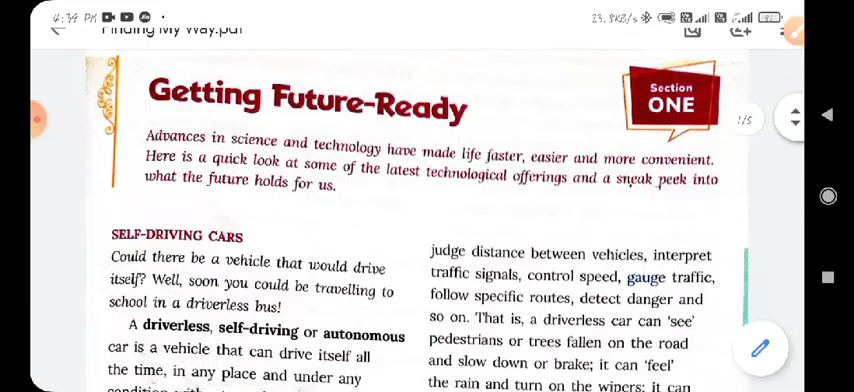 4:39 PM
23.8KB/s
Finding My Way.pdf
Getting Future-Ready
Section
ONE
1/5
Advances in science and technology have made life faster, easier and more convenient.
Here is a quick look at some of the latest technological offerings and a sneak peek into
what the future holds for us.
SELF-DRIVING CARS
Could there be a vehicle that would drive
itself? Well, soon you could be travelling to
school in a driverless bus!
A driverless, self-driving or autonomous
car is a vehicle that can drive itself all
the time, in any place and under any
condition
judge distance between vehicles, interpret
traffic signals, control speed, gauge traffic,
follow specific routes, detect danger and
so on. That is, a driverless car can ‘see’
pedestrians or trees fallen on the road
and slow down or brake; it can ‘feel’
the rain and turn on the wipers; it can